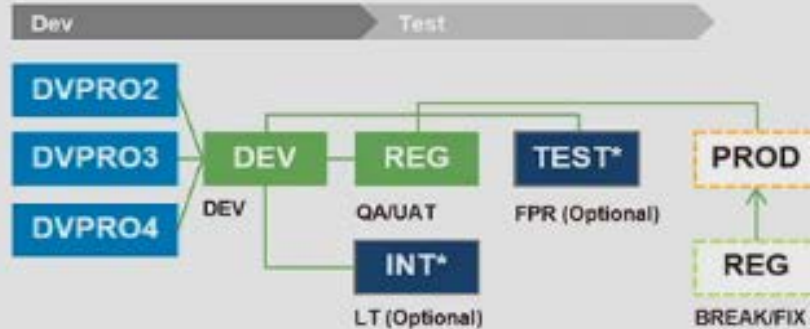 Dev
Test
DVPRO2
DVPRO3
DVPRO4
DEV
DEV
REG
QA/UAT
TEST*
FPR (Optional)
INT*
LT (Optional)
PROD
REG
BREAK/FIX